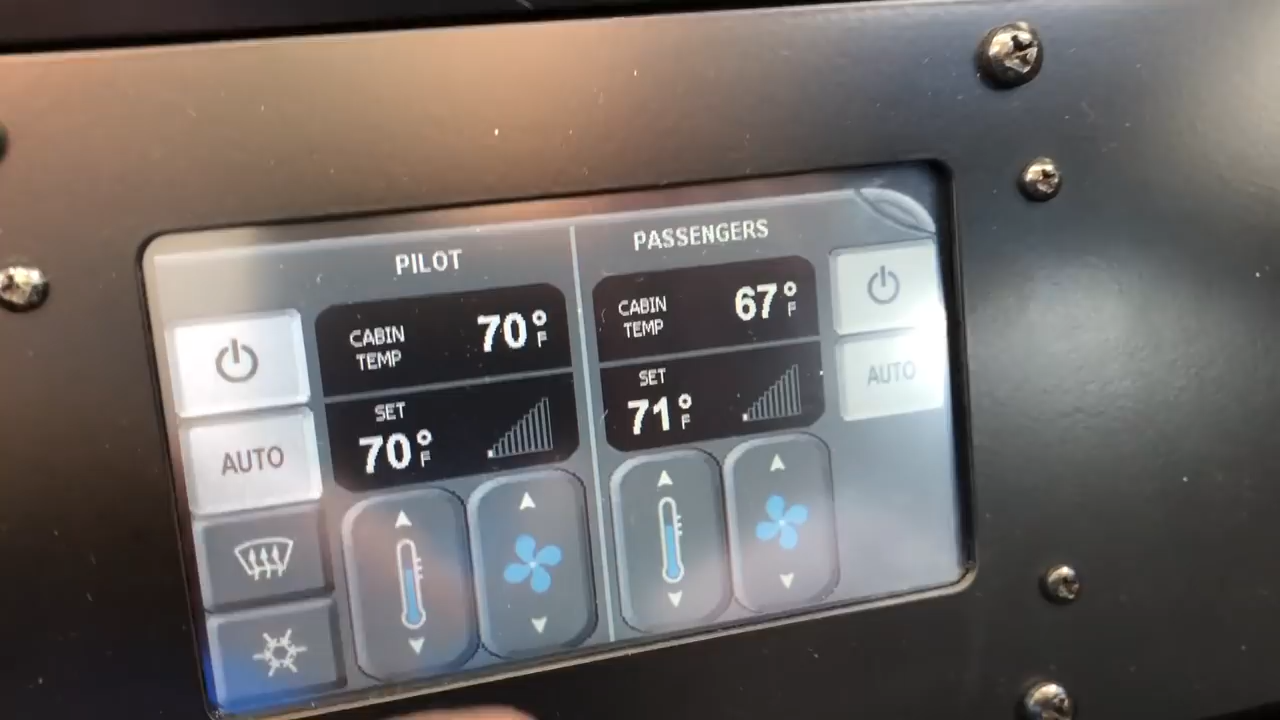 PILOT
CABIN
TEMP
70°F
SET
70°F
AUTO
PASSENGERS
CABIN
TEMP
67°F
SET
71°F
AUTO